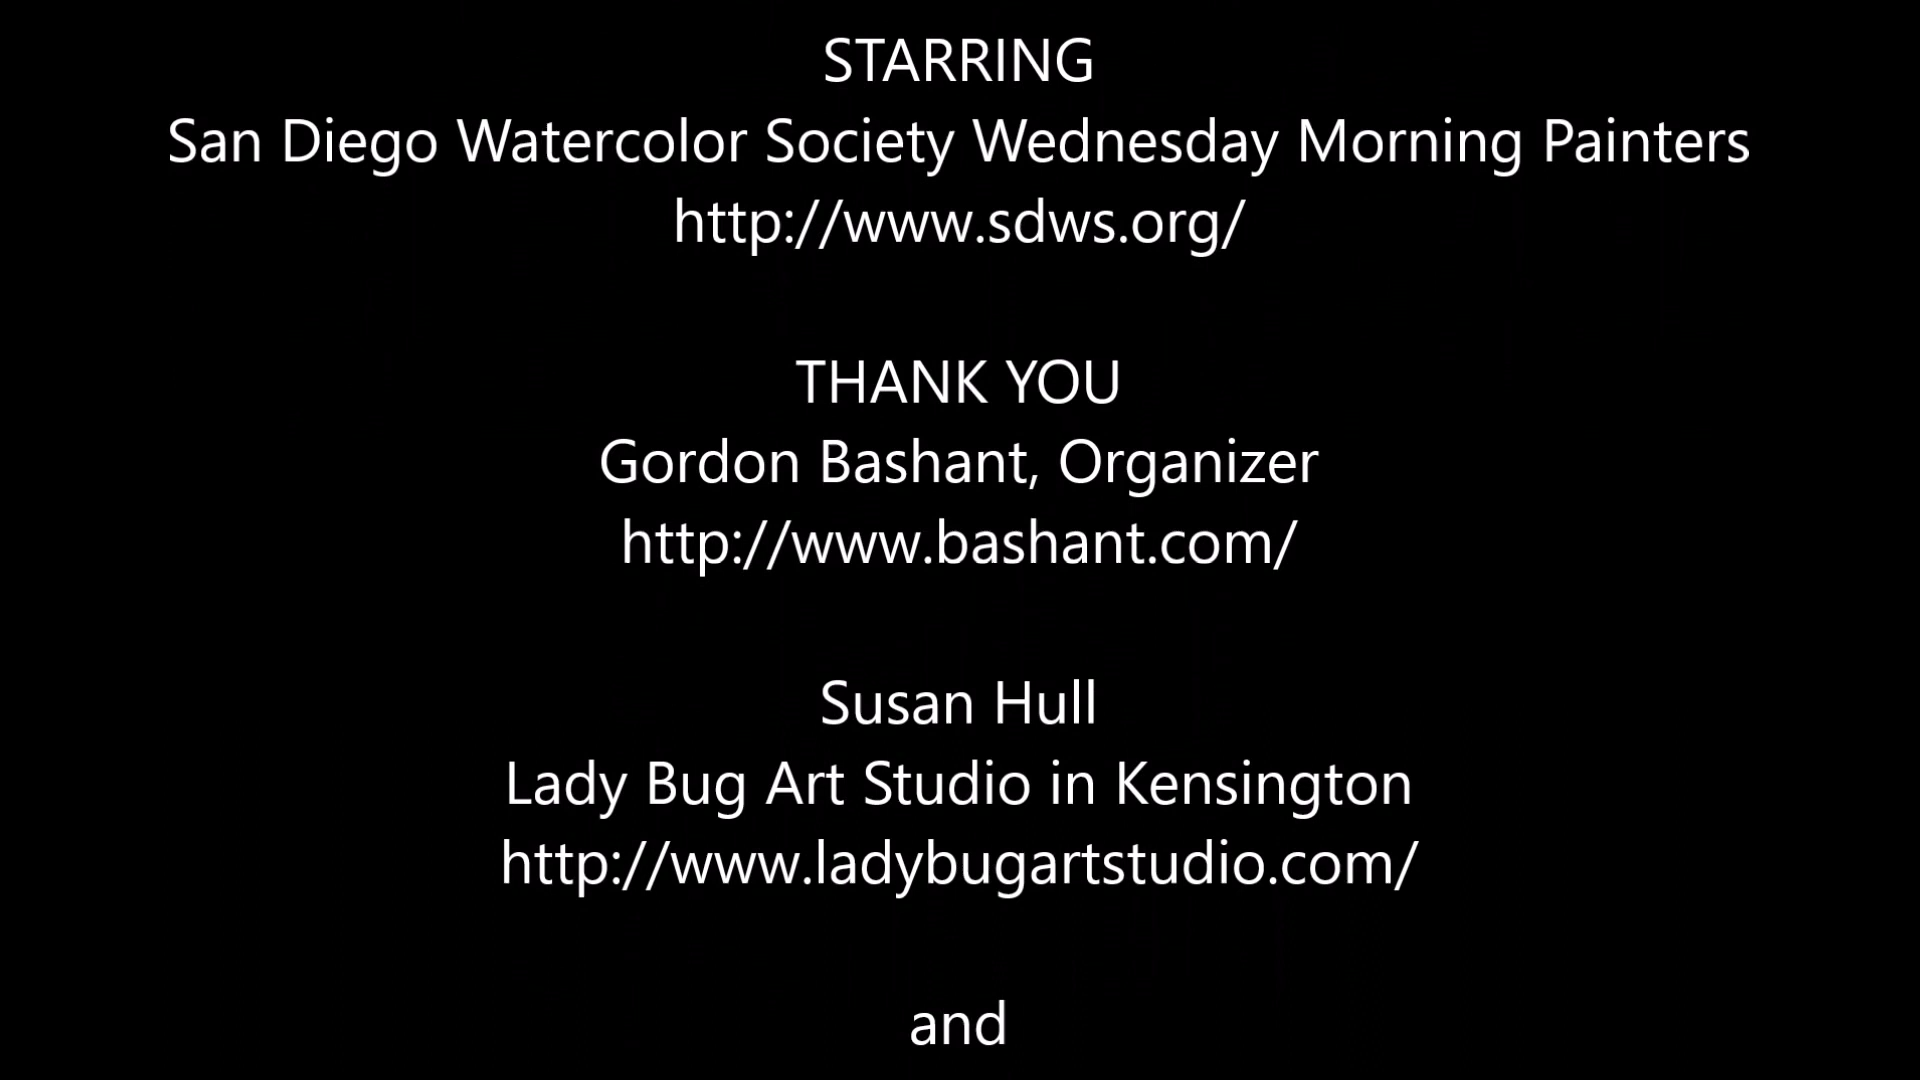 STARRING
San Diego Watercolor Society Wednesday Morning Painters
http://www.sdws.org/
THANK YOU
Gordon Bashant, Organizer
http://www.bashant.com/
Susan Hull
Lady Bug Art Studio in Kensington
http://www.ladybugartstudio.com/
and